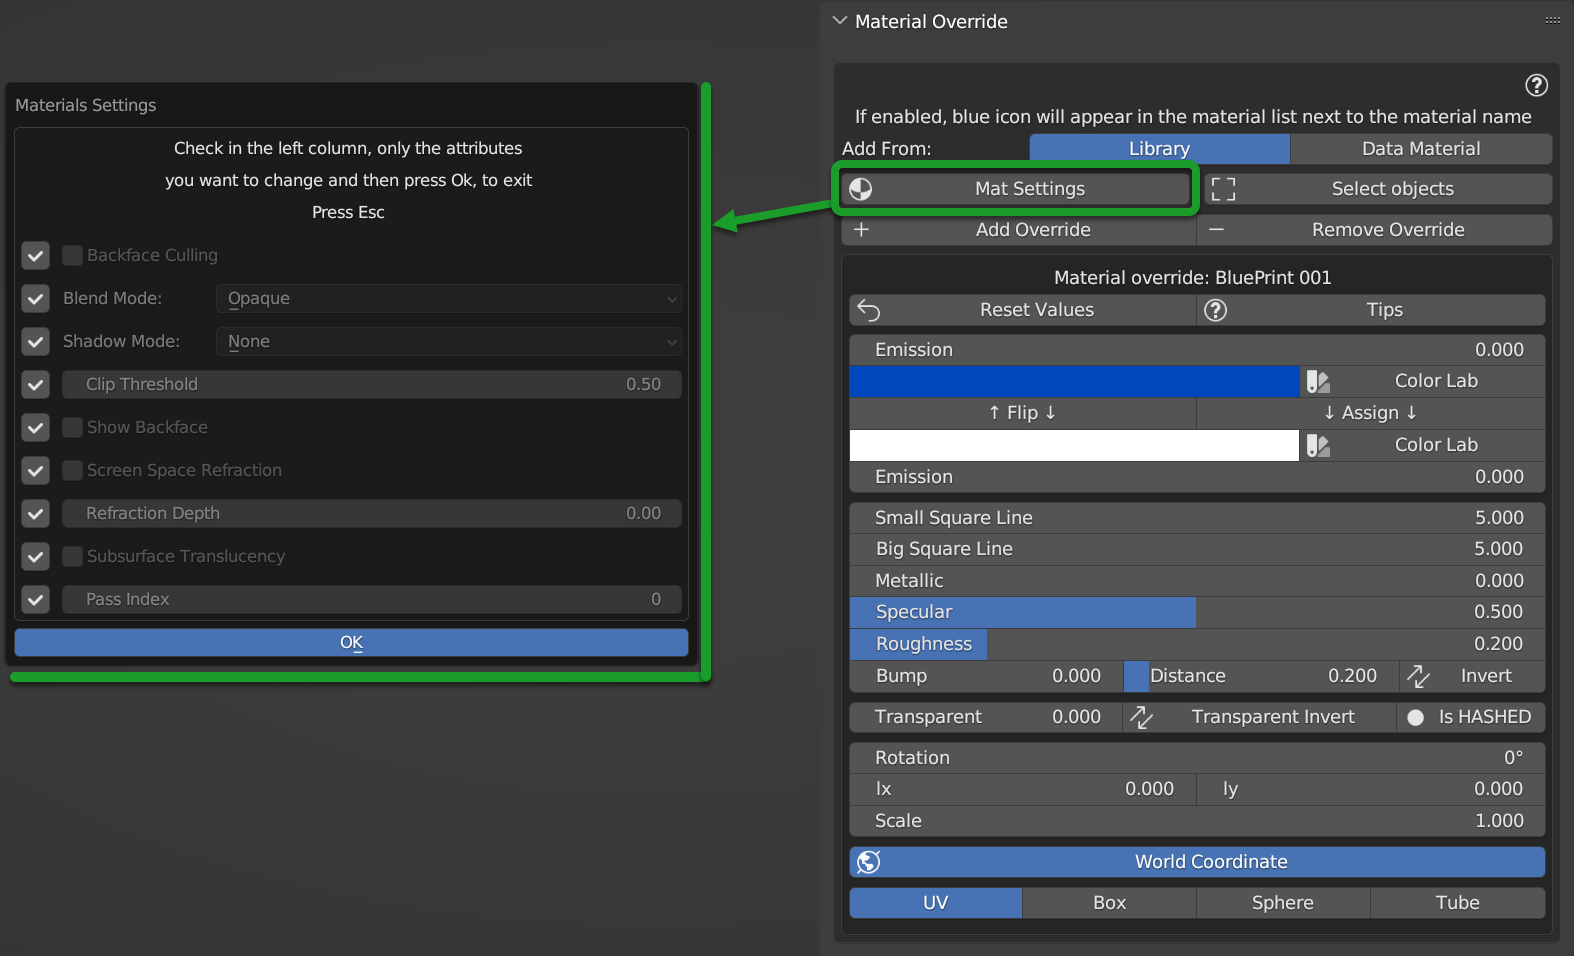 Materials Settings
Check in the left column, only the attributes
you want to change and then press Ok, to exit
Press Esc
Backface Culling
Blend Mode: Opaque
Shadow Mode: None
Clip Threshold 0.50
Show Backface
Screen Space Refraction
Refraction Depth 0.00
Subsurface Translucency
Pass Index 0
OK
Material Override
If enabled, blue icon will appear in the material list next to the material name
Add From: Library Data Material
Mat Settings Select objects
Add Override Remove Override
Material override: BluePrint 001
Reset Values Tips
Emission 0.000
Color Lab
↑ Flip ↓ ↓ Assign ↓
Color Lab
Emission 0.000
Small Square Line 5.000
Big Square Line 5.000
Metallic 0.000
Specular 0.500
Roughness 0.200
Bump 0.000 Distance 0.200 Invert
Transparent 0.000 Transparent Invert Is HASHED
Rotation 0°
lx 0.000 ly 0.000
Scale 1.000
World Coordinate
UV Box Sphere Tube